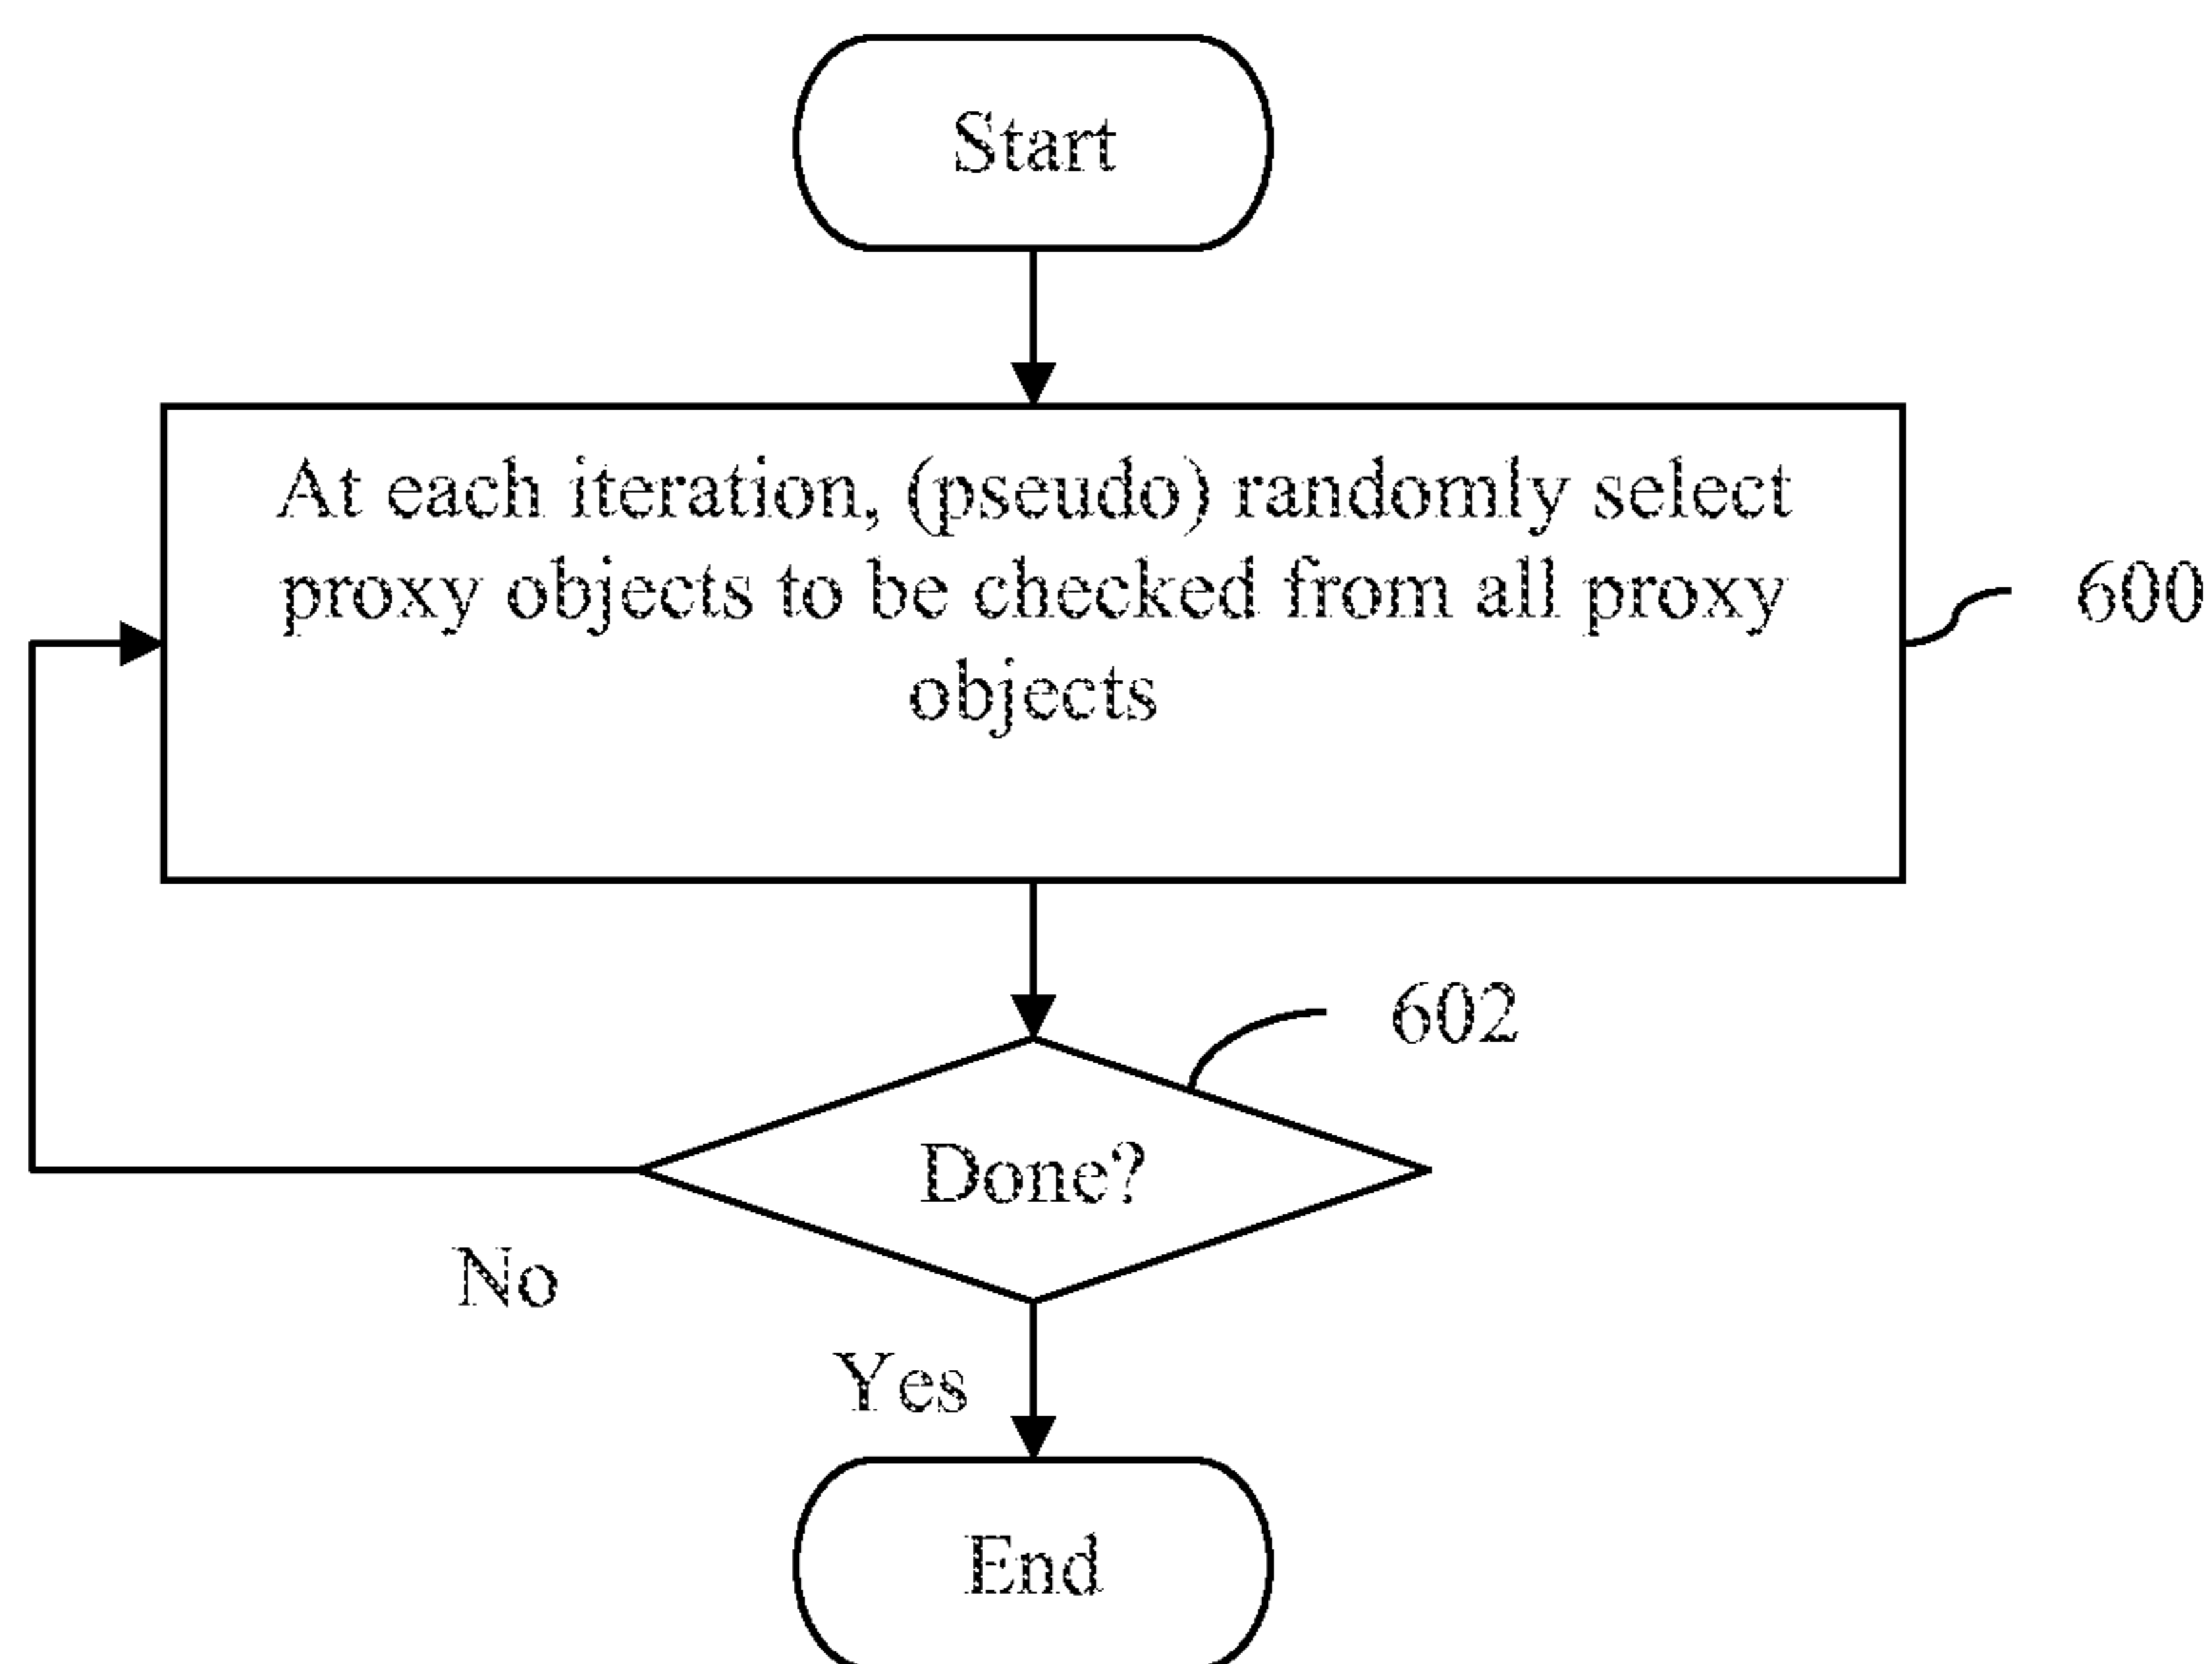 Start
At each iteration, (pseudo) randomly select
proxy objects to be checked from all proxy
objects
600
602
Done?
No
Yes
End